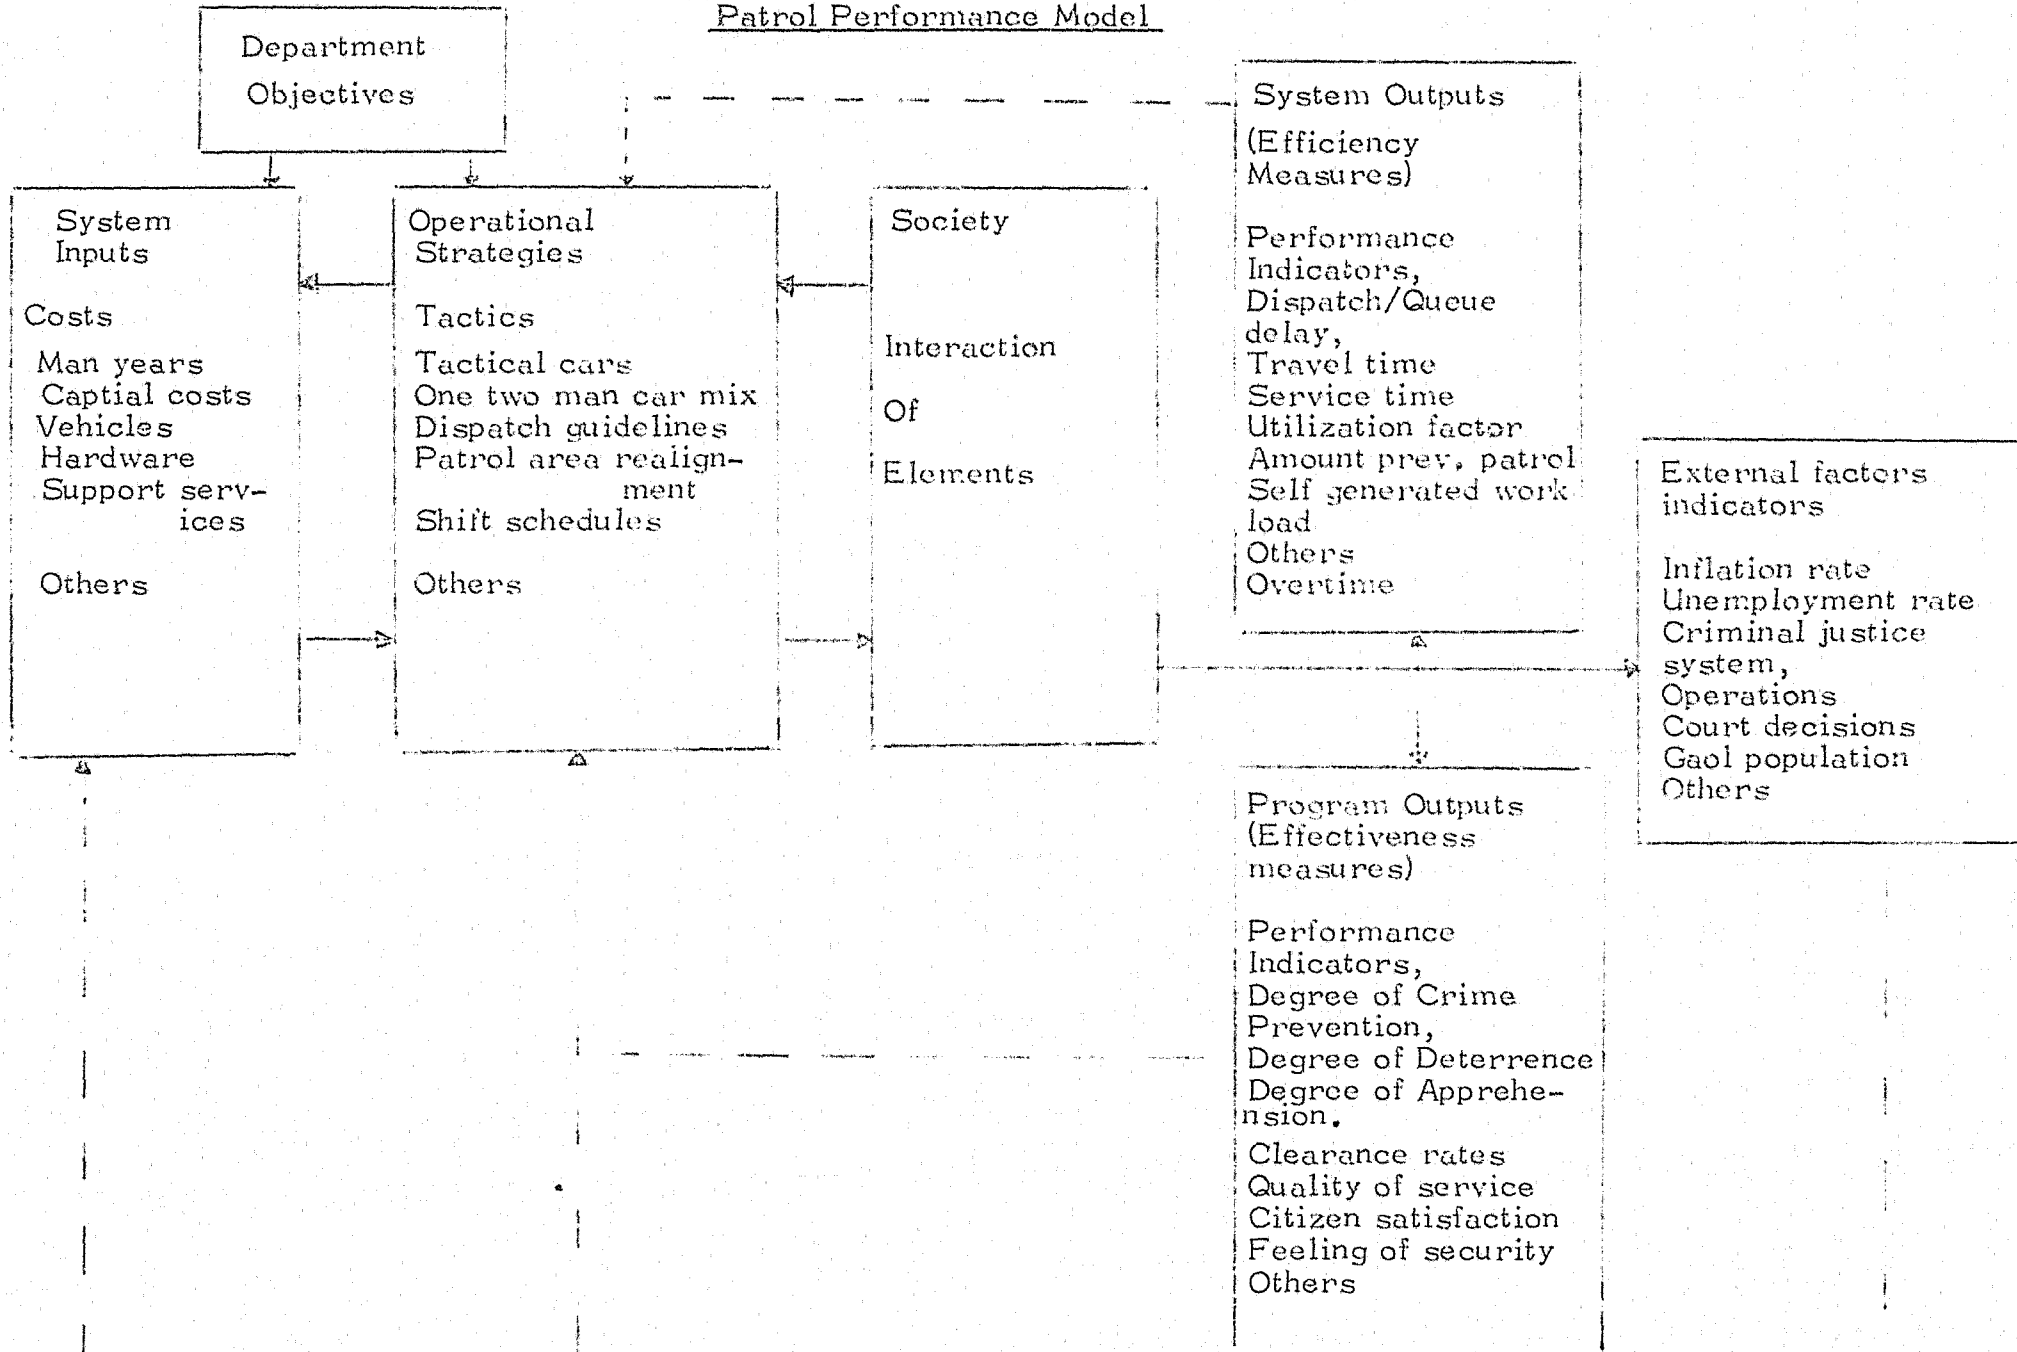 Patrol Performance Model
Department
Objectives
System
Inputs
Costs
Man years
Captial costs
Vehicles
Hardware
Support serv-
ices
Others
Operational
Strategies
Tactics
Tactical cars
One two man car mix
Dispatch guidelines
Patrol area realign-
ment
Shift schedules
Others
Society
Interaction
Of
Elements
System Outputs
(Efficiency
Measures)
Performance
Indicators,
Dispatch/Queue
delay,
Travel time
Service time
Utilization factor
Amount prev. patrol
Self generated work
load
Others
Overtime
External factors
indicators
Inflation rate
Unemployment rate
Criminal justice
system,
Operations
Court decisions
Gaol population
Others
Program Outputs
(Effectiveness
measures)
Performance
Indicators,
Degree of Crime
Prevention,
Degree of Deterrence
Degree of Apprehe-
nsion.
Clearance rates
Quality of service
Citizen satisfaction
Feeling of security
Others